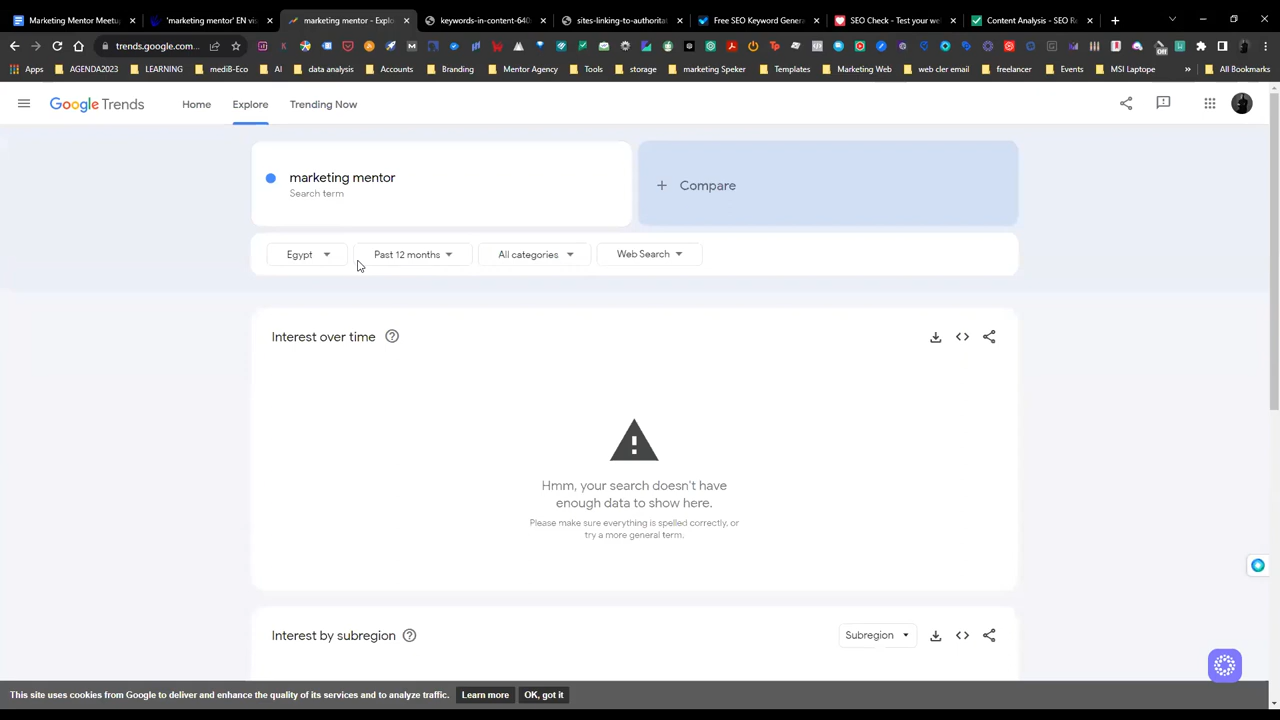 Marketing Mentor Meetu
'marketing mentor' EN vis
marketing mentor - Explo
keywords-in-content-640
sites-linking-to-authoritat
Free SEO Keyword Genera
SEO Check - Test your we
Content Analysis - SEO R
trends.google.com...
Apps AGENDA2023 LEARNING mediB-Eco AI data analysis Accounts Branding Mentor Agency Tools storage marketing Speker Templates Marketing Web web cler email freelancer Events MSI Laptope » All Bookmarks
Google Trends Home Explore Trending Now
marketing mentor
Search term
+ Compare
Egypt Past 12 months All categories Web Search
Interest over time
Hmm, your search doesn't have
enough data to show here.
Please make sure everything is spelled correctly, or
try a more general term.
Interest by subregion Subregion
This site uses cookies from Google to deliver and enhance the quality of its services and to analyze traffic. Learn more OK, got it